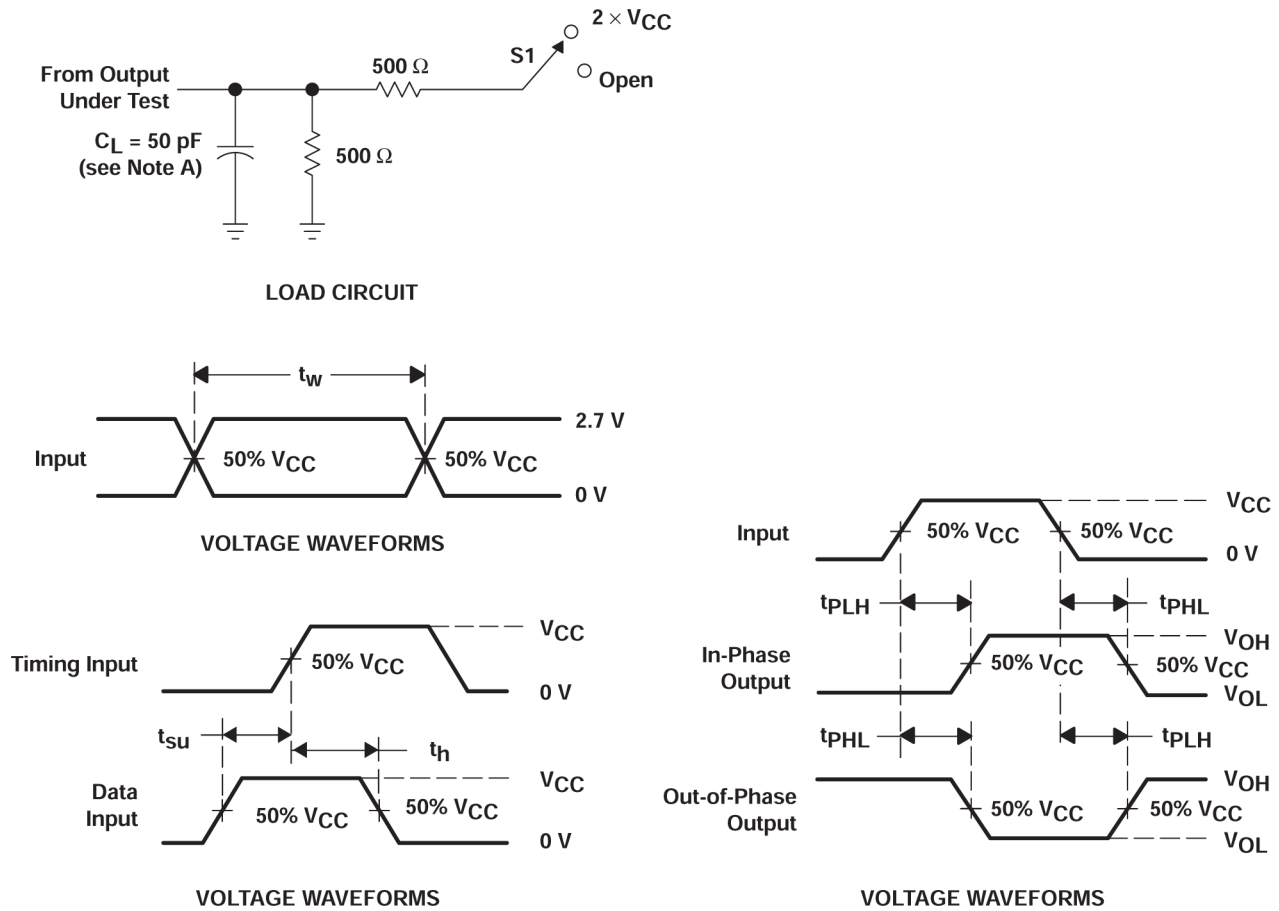 2 × VCC
S1
Open
500 Ω
From Output
Under Test
CL = 50 pF
(see Note A)
500 Ω
LOAD CIRCUIT
tw
2.7 V
Input
50% VCC
50% VCC
0 V
VOLTAGE WAVEFORMS
VCC
Timing Input
50% VCC
0 V
tsu
th
VCC
Data
Input
50% VCC
50% VCC
0 V
VOLTAGE WAVEFORMS
VCC
Input
50% VCC
50% VCC
0 V
tPLH
tPHL
VOH
In-Phase
Output
50% VCC
50% VCC
VOL
tPHL
tPLH
VOH
Out-of-Phase
Output
50% VCC
50% VCC
VOL
VOLTAGE WAVEFORMS